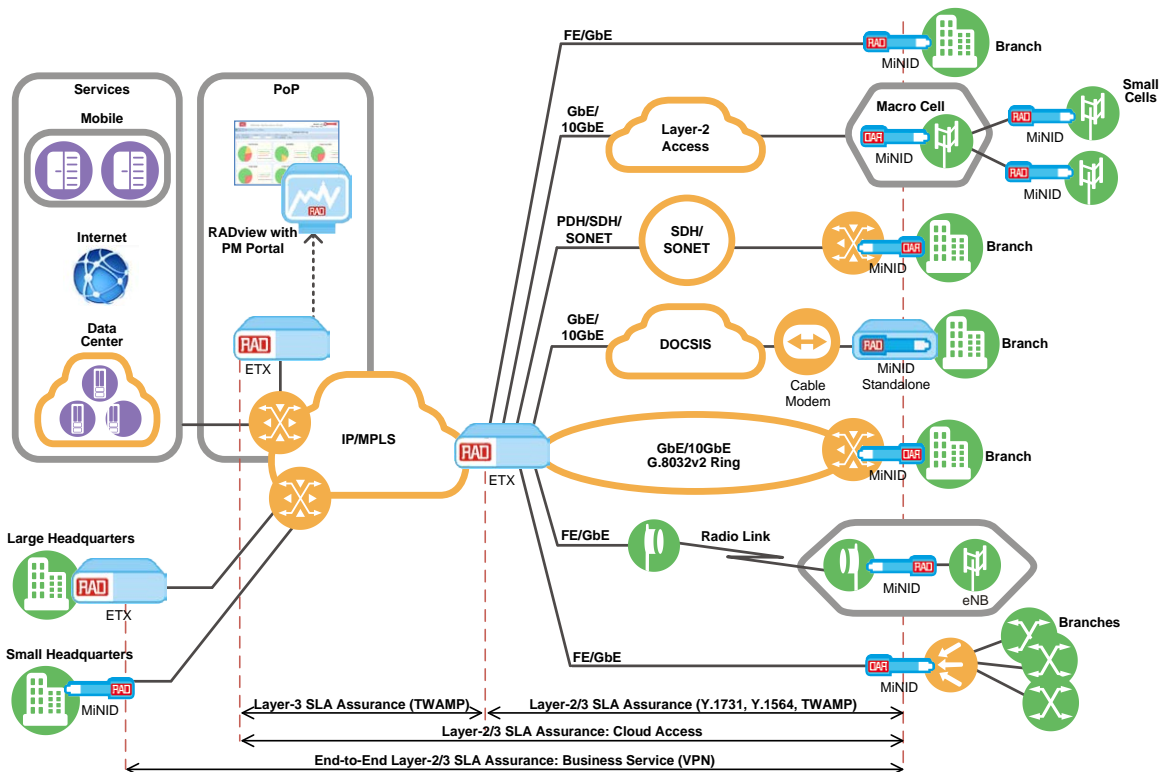 Services
Mobile
Internet
Data
Center
PoP
RADview with
PM Portal
RAD
RAD
ETX
IP/MPLS
Large Headquarters
RAD
ETX
Small Headquarters
RAD
MiNID
RAD
ETX
FE/GbE
RAD
MiNID
Branch
GbE/
10GbE
Layer-2
Access
Macro Cell
RAD
MiNID
Small
Cells
RAD
MiNID
RAD
MiNID
PDH/SDH/
SONET
SDH/
SONET
RAD
MiNID
Branch
GbE/
10GbE
DOCSIS
Cable
Modem
RAD
MiNID
Standalone
Branch
GbE/10GbE
G.8032v2 Ring
RAD
MiNID
Branch
FE/GbE
Radio Link
RAD
MiNID
eNB
FE/GbE
RAD
MiNID
Branches
Layer-3 SLA Assurance (TWAMP)
Layer-2/3 SLA Assurance (Y.1731, Y.1564, TWAMP)
Layer-2/3 SLA Assurance: Cloud Access
End-to-End Layer-2/3 SLA Assurance: Business Service (VPN)